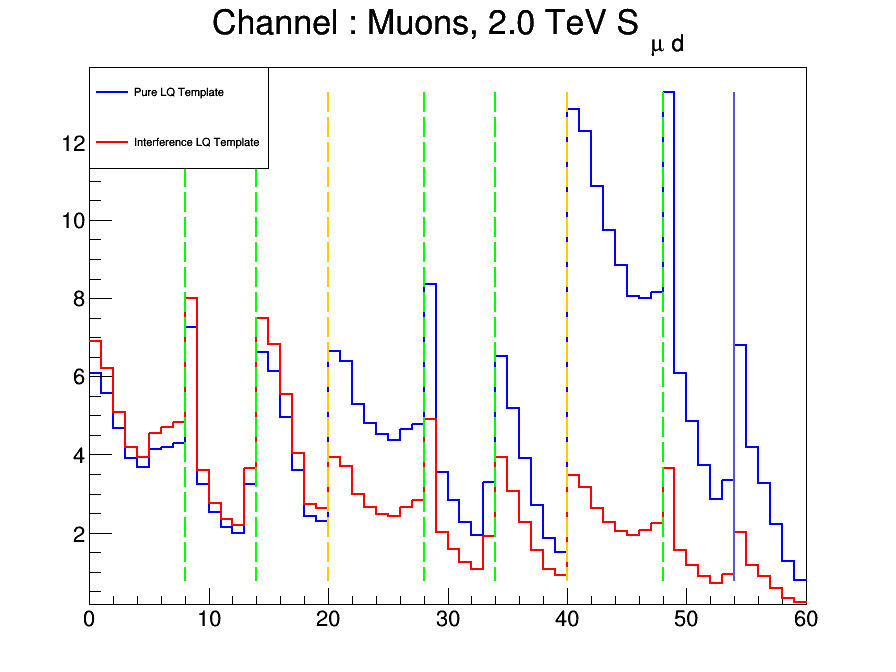 Channel : Muons, 2.0 TeV S μ d
Pure LQ Template
Interference LQ Template
12
10
8
6
4
2
0 10 20 30 40 50 60